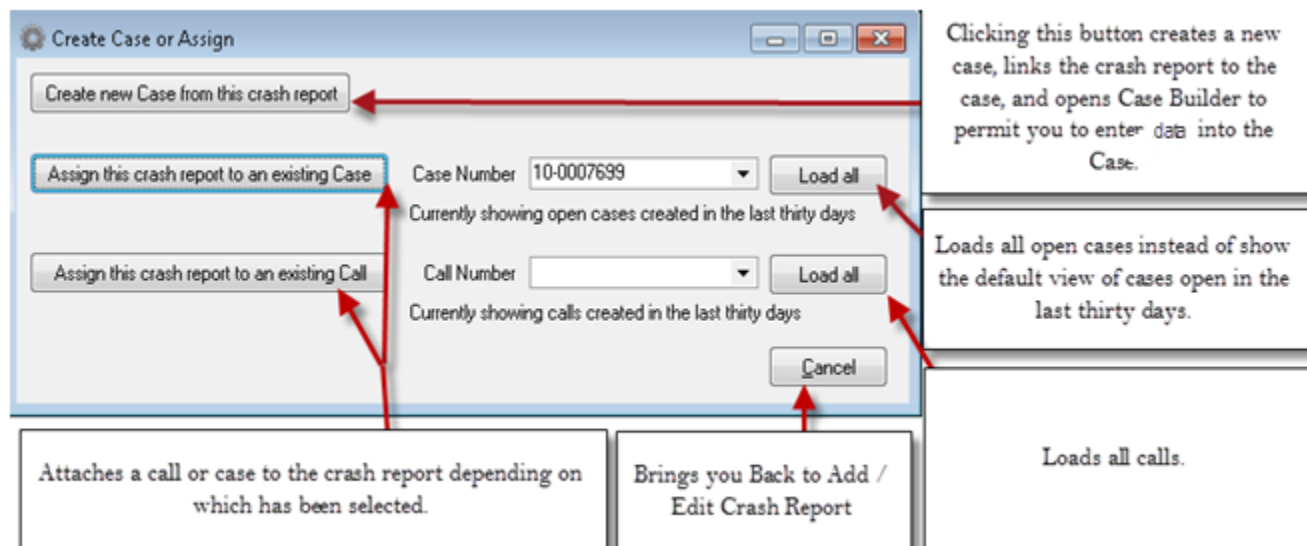 Create Case or Assign
Create new Case from this crash report
Assign this crash report to an existing Case
Case Number
10-0007699
Load all
Currently showing open cases created in the last thirty days
Assign this crash report to an existing Call
Call Number
Load all
Currently showing calls created in the last thirty days
Cancel
Clicking this button creates a new
case, links the crash report to the
case, and opens Case Builder to
permit you to enter data into the
Case.
Loads all open cases instead of show
the default view of cases open in the
last thirty days.
Loads all calls.
Attaches a call or case to the crash report depending on
which has been selected.
Brings you Back to Add /
Edit Crash Report